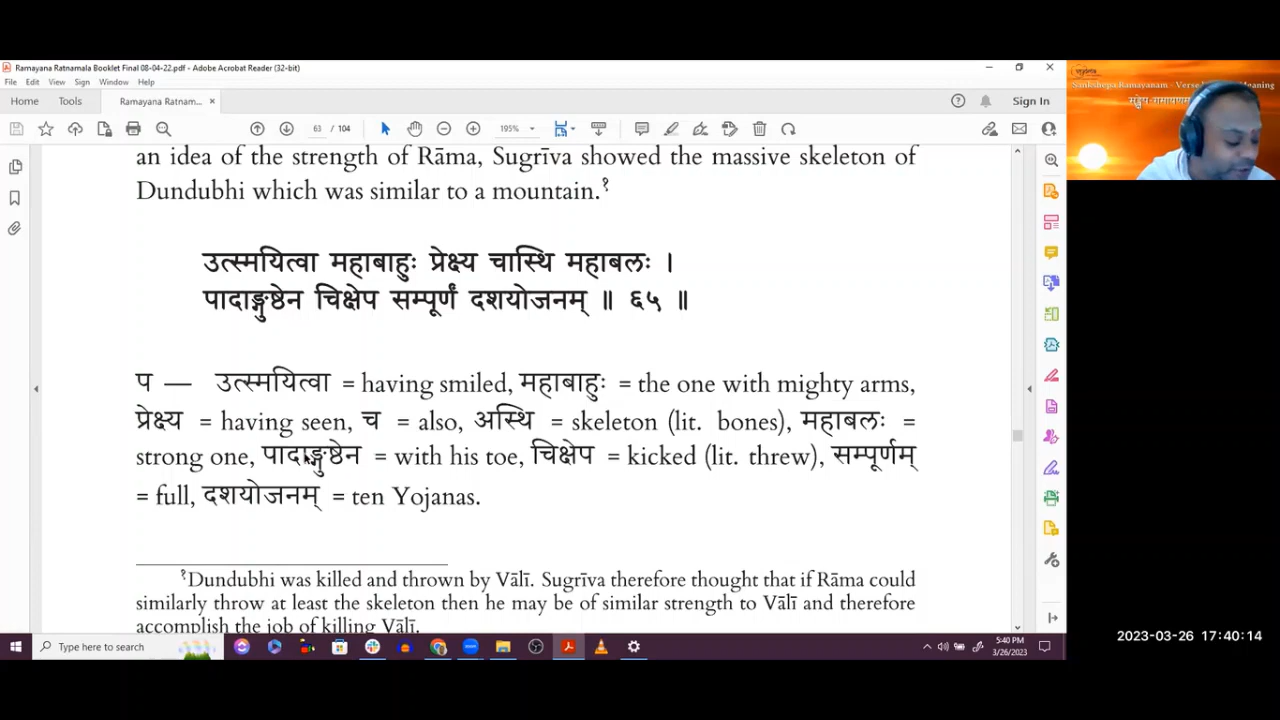 Ramayana Ratnamala Booklet Final 08-04-22.pdf - Adobe Acrobat Reader (32-bit)
File Edit View Sign Window Help
Home Tools Ramayana Ratnam... × Sign In
63 / 104 195%
an idea of the strength of Rāma, Sugrīva showed the massive skeleton of
Dundubhi which was similar to a mountain.१
उत्स्मयित्वा महाबाहुः प्रेक्ष्य चास्थि महाबलः ।
पादाङ्गुष्ठेन चिक्षेप सम्पूर्णं दशयोजनम् ॥ ६५ ॥
प — उत्स्मयित्वा = having smiled, महाबाहुः = the one with mighty arms,
प्रेक्ष्य = having seen, च = also, अस्थि = skeleton (lit. bones), महाबलः =
strong one, पादाङ्गुष्ठेन = with his toe, चिक्षेप = kicked (lit. threw), सम्पूर्णम्
= full, दशयोजनम् = ten Yojanas.
१Dundubhi was killed and thrown by Vālī. Sugrīva therefore thought that if Rāma could
similarly throw at least the skeleton then he may be of similar strength to Vālī and therefore
accomplish the job of killing Vālī.
Type here to search
5:40 PM
3/26/2023
2023-03-26 17:40:14